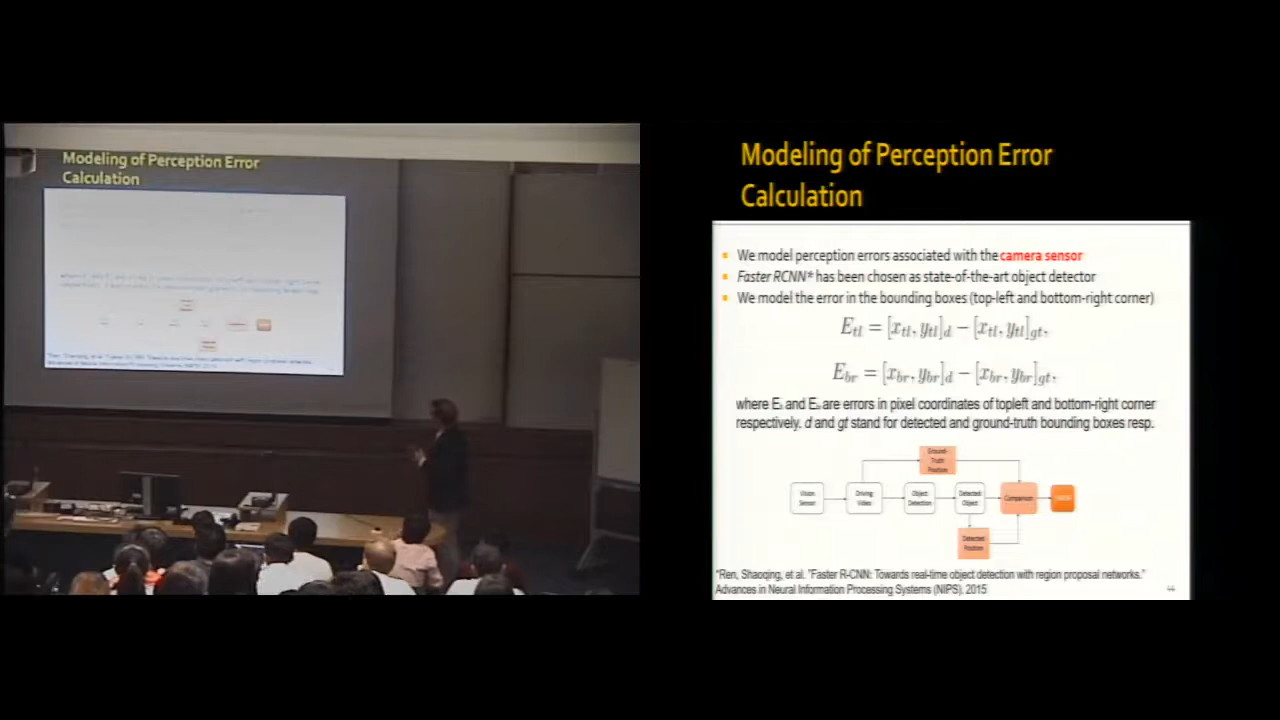 Modeling of Perception Error
Calculation
Modeling of Perception Error
Calculation
We model perception errors associated with the camera sensor
Faster RCNN* has been chosen as state-of-the-art object detector
We model the error in the bounding boxes (top-left and bottom-right corner)
E_tl = [x_tl, y_tl]_d − [x_tl, y_tl]_gt,
E_br = [x_br, y_br]_d − [x_br, y_br]_gt,
where E and E are errors in pixel coordinates of topleft and bottom-right corner
respectively. d and gt stand for detected and ground-truth bounding boxes resp.
Ground-
Truth
Position
Vision
Sensor
Driving
Video
Object
Detection
Detected
Object
Comparison
Detected
Position
*Ren, Shaoqing, et al. "Faster R-CNN: Towards real-time object detection with region proposal networks."
Advances in Neural Information Processing Systems (NIPS). 2015
44